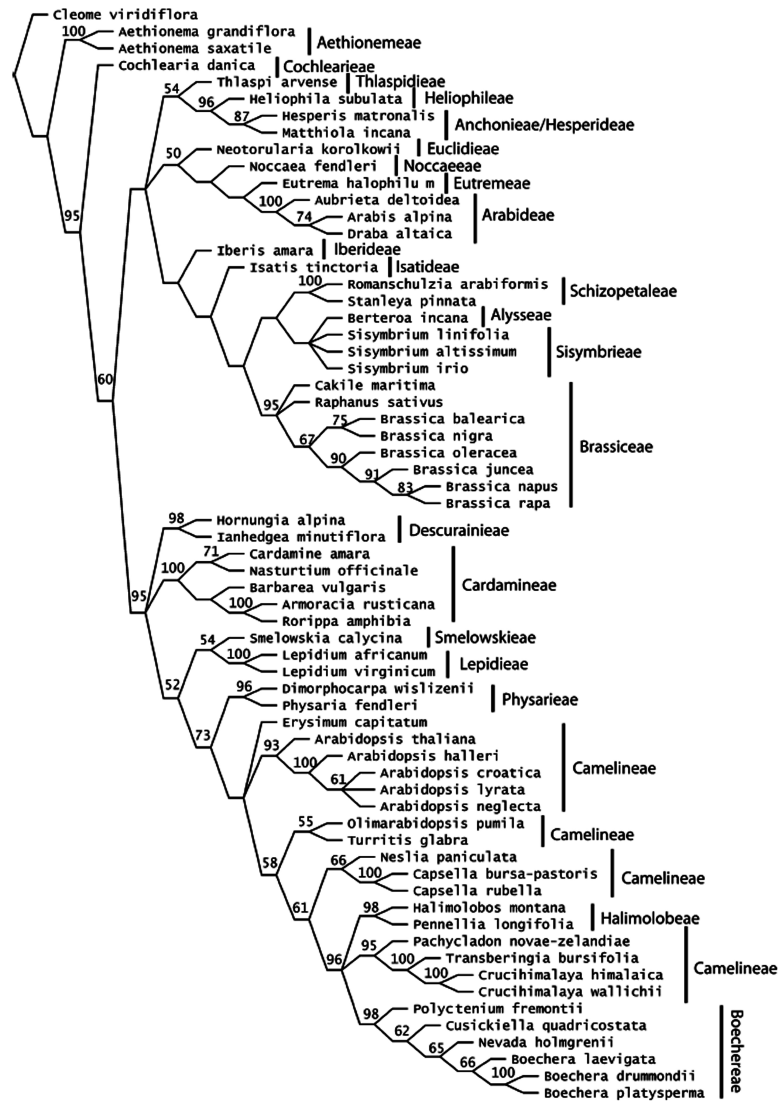 Cleome viridiflora
100 Aethionema grandiflora
Aethionema saxatile
Aethionemeae
Cochlearia danica Cochlearieae
54 Thlaspi arvense Thlaspidieae
96 Heliophila subulata Heliophileae
87 Hesperis matronalis
Matthiola incana
Anchonieae/Hesperideae
50 Neotorularia korolkowii Euclidieae
Noccaea fendleri Noccaeeae
Eutrema halophilu m Eutremeae
100 Aubrieta deltoidea
74 Arabis alpina
Draba altaica
Arabideae
95
Iberis amara Iberideae
Isatis tinctoria Isatideae
100 Romanschulzia arabiformis
Stanleya pinnata
Schizopetaleae
Berteroa incana Alysseae
Sisymbrium linifolia
Sisymbrium altissimum
Sisymbrium irio
Sisymbrieae
60
95 Cakile maritima
Raphanus sativus
75 Brassica balearica
67 Brassica nigra
90 Brassica oleracea
91 Brassica juncea
83 Brassica napus
Brassica rapa
Brassiceae
98 Hornungia alpina
Ianhedgea minutiflora
Descurainieae
71 Cardamine amara
100 Nasturtium officinale
Barbarea vulgaris
95 100 Armoracia rusticana
Rorippa amphibia
Cardamineae
54 Smelowskia calycina Smelowskieae
100 Lepidium africanum
Lepidium virginicum
Lepidieae
52 96 Dimorphocarpa wislizenii
Physaria fendleri
Physarieae
73
Erysimum capitatum
93 Arabidopsis thaliana
100 Arabidopsis halleri
61 Arabidopsis croatica
Arabidopsis lyrata
Arabidopsis neglecta
Camelineae
55 Olimarabidopsis pumila
Turritis glabra
Camelineae
58 66 Neslia paniculata
100 Capsella bursa-pastoris
Capsella rubella
Camelineae
61 98 Halimolobos montana
Pennellia longifolia
Halimolobeae
95 Pachycladon novae-zelandiae
96 100 Transberingia bursifolia
100 Crucihimalaya himalaica
Crucihimalaya wallichii
Camelineae
98 Polyctenium fremontii
62 Cusickiella quadricostata
65 Nevada holmgrenii
66 Boechera laevigata
100 Boechera drummondii
Boechera platysperma
Boechereae